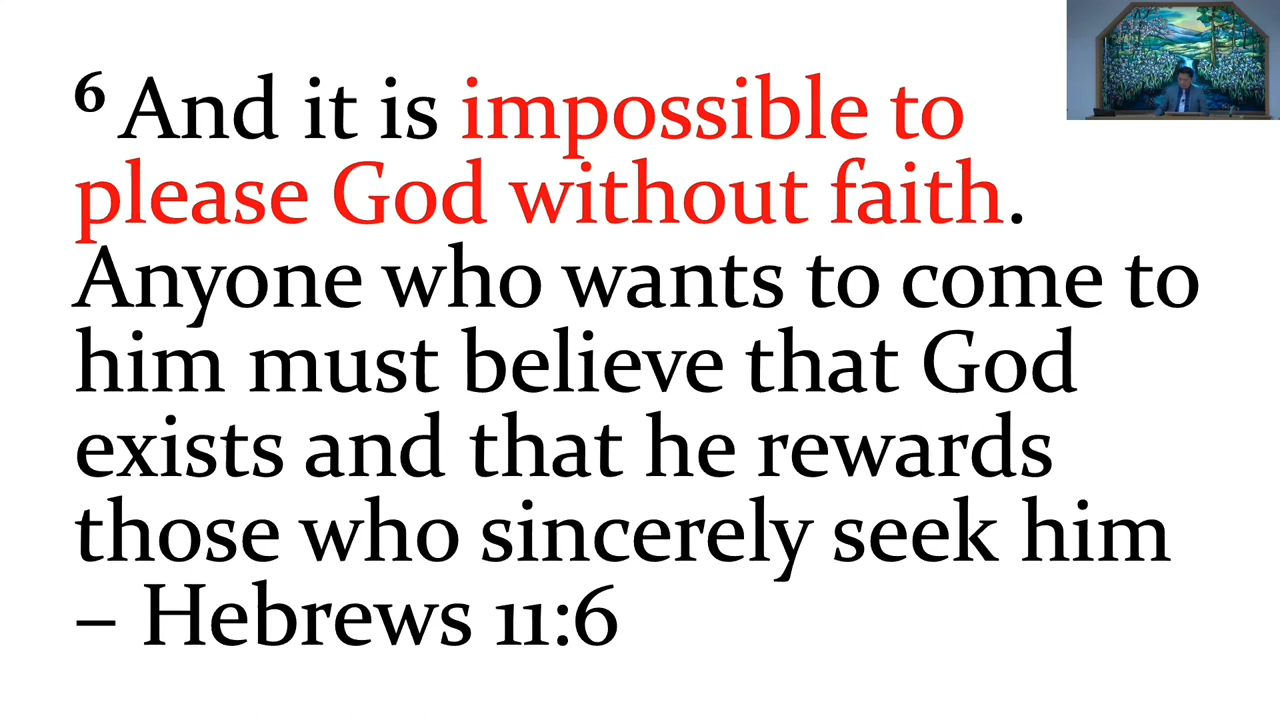 6 And it is impossible to
please God without faith.
Anyone who wants to come to
him must believe that God
exists and that he rewards
those who sincerely seek him
– Hebrews 11:6